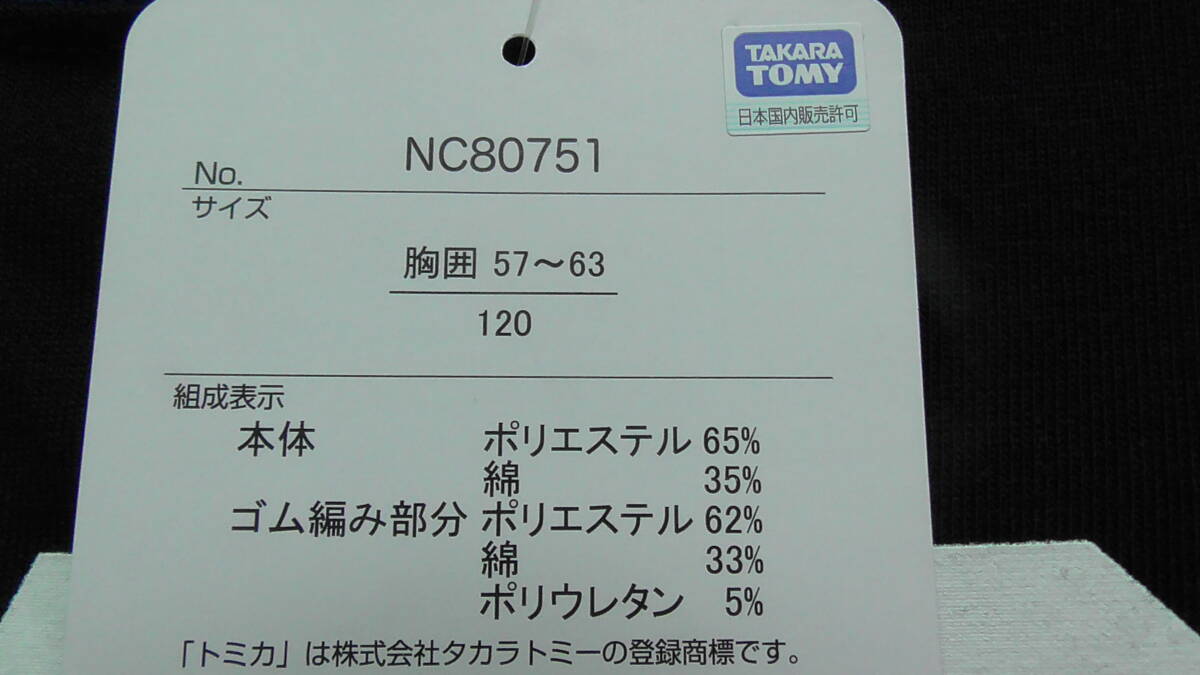 TAKARA
TOMY
日本国内販売許可
No. NC80751
サイズ
胸囲 57～63
120
組成表示
本体 ポリエステル 65%
綿 35%
ゴム編み部分 ポリエステル 62%
綿 33%
ポリウレタン 5%
「トミカ」は株式会社タカラトミーの登録商標です。